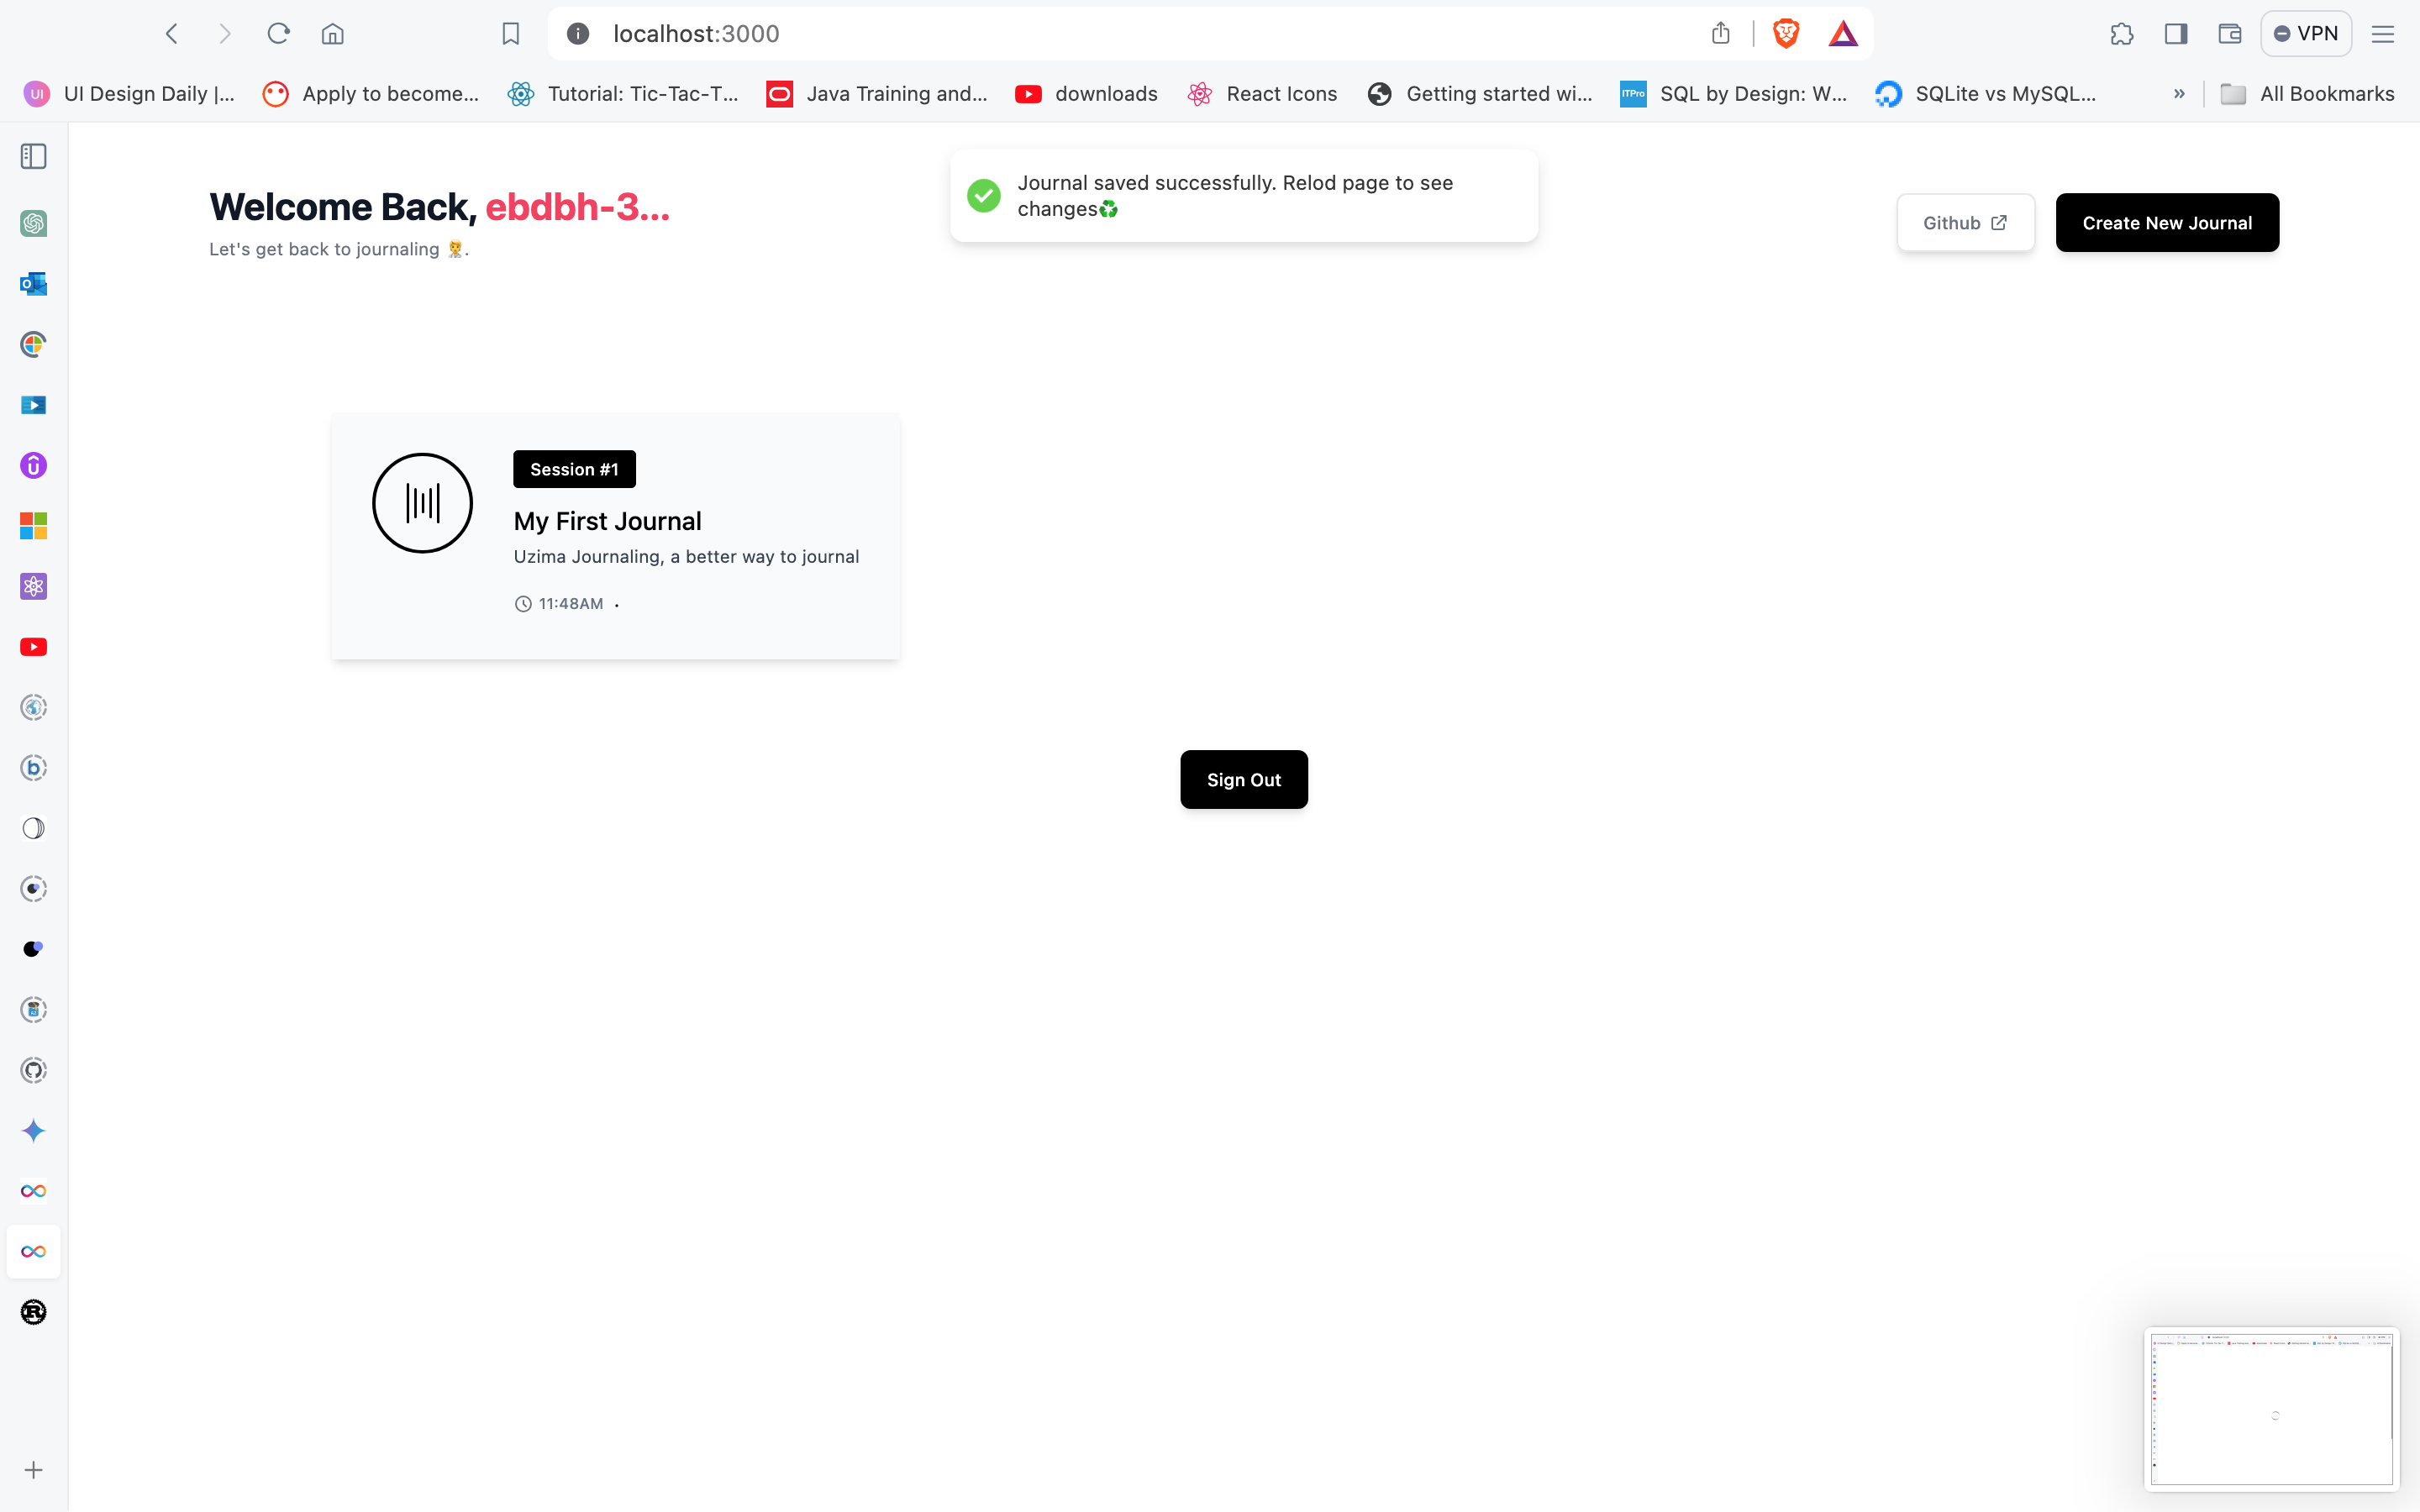 localhost:3000
VPN
UI Design Daily |...
Apply to become...
Tutorial: Tic-Tac-T...
Java Training and...
downloads
React Icons
Getting started wi...
ITPro
SQL by Design: W...
SQLite vs MySQL...
»
All Bookmarks
Welcome Back, ebdbh-3...
Let's get back to journaling 🧑‍⚕️.
Journal saved successfully. Relod page to see
changes♻️
Github
Create New Journal
Session #1
My First Journal
Uzima Journaling, a better way to journal
11:48AM •
Sign Out